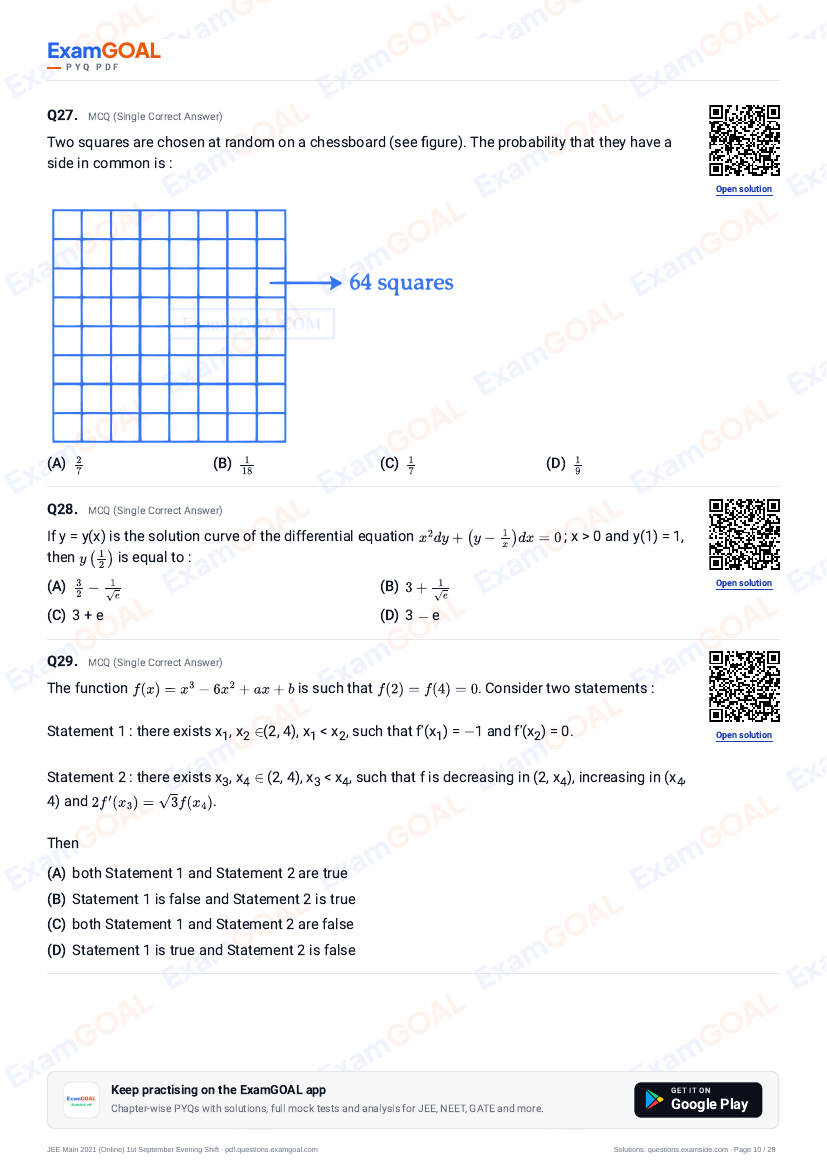 ExamGOAL
PYQ PDF
Q27. MCQ (Single Correct Answer)
Two squares are chosen at random on a chessboard (see figure). The probability that they have a
side in common is :
Open solution
64 squares
ExamGOAL.COM
(A) 2/7 (B) 1/18 (C) 1/7 (D) 1/9
Q28. MCQ (Single Correct Answer)
If y = y(x) is the solution curve of the differential equation x²dy + (y − 1/x)dx = 0 ; x > 0 and y(1) = 1,
then y(1/2) is equal to :
Open solution
(A) 3/2 − 1/√e (B) 3 + 1/√e
(C) 3 + e (D) 3 − e
Q29. MCQ (Single Correct Answer)
The function f(x) = x³ − 6x² + ax + b is such that f(2) = f(4) = 0. Consider two statements :
Open solution
Statement 1 : there exists x₁, x₂ ∈(2, 4), x₁ < x₂, such that f'(x₁) = −1 and f'(x₂) = 0.
Statement 2 : there exists x₃, x₄ ∈ (2, 4), x₃ < x₄, such that f is decreasing in (2, x₄), increasing in (x₄,
4) and 2f′(x₃) = √3f(x₄).
Then
(A) both Statement 1 and Statement 2 are true
(B) Statement 1 is false and Statement 2 is true
(C) both Statement 1 and Statement 2 are false
(D) Statement 1 is true and Statement 2 is false
Keep practising on the ExamGOAL app
Chapter-wise PYQs with solutions, full mock tests and analysis for JEE, NEET, GATE and more.
GET IT ON
Google Play
JEE Main 2021 (Online) 1st September Evening Shift · pdf.questions.examgoal.com
Solutions: questions.examside.com · Page 10 / 28